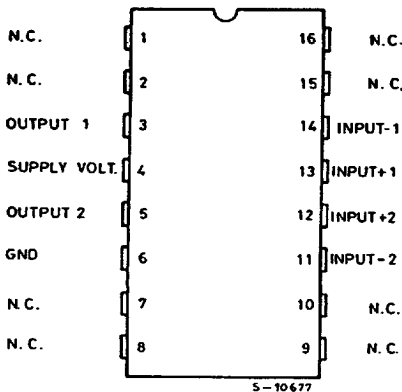 N.C. 1 16 N.C.
N.C. 2 15 N.C.
OUTPUT 1 3 14 INPUT-1
SUPPLY VOLT. 4 13 INPUT+1
OUTPUT 2 5 12 INPUT+2
GND 6 11 INPUT-2
N.C. 7 10 N.C.
N.C. 8 9 N.C.
S-10677